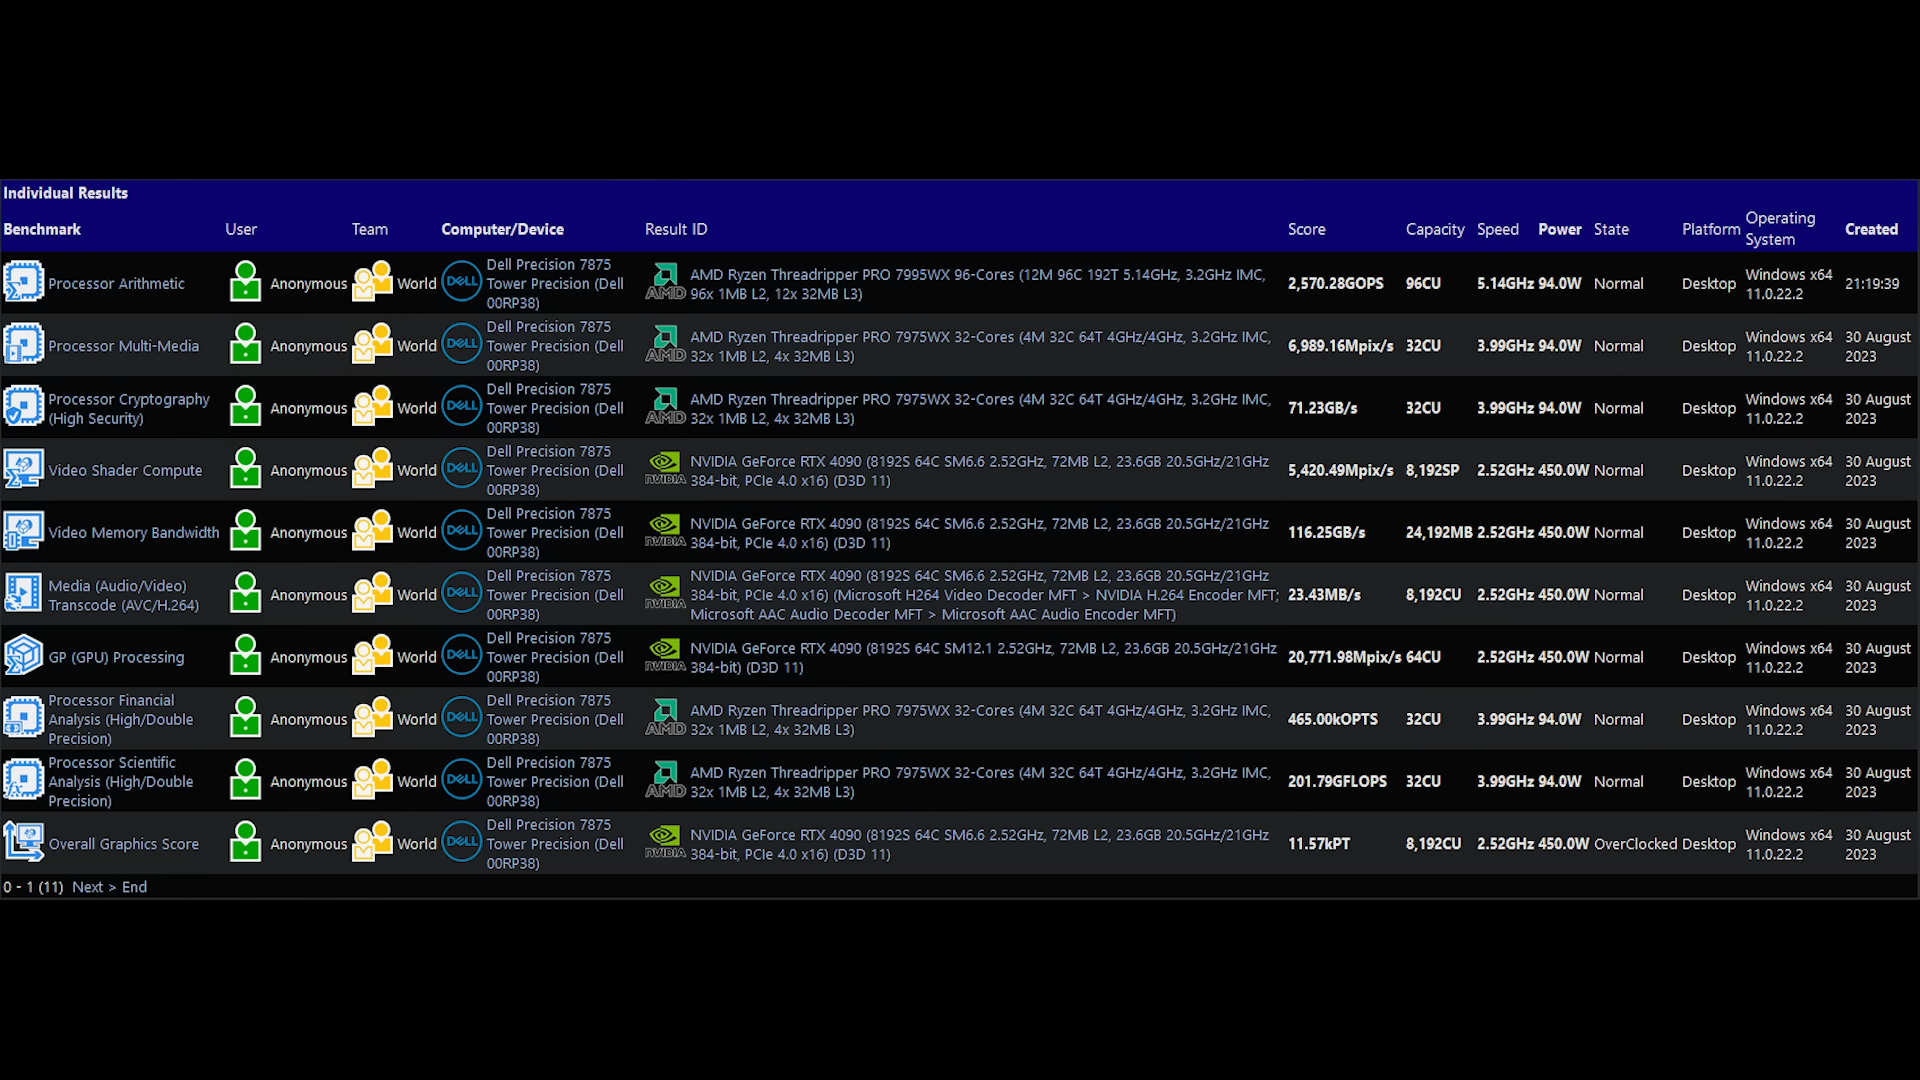 Individual Results
Benchmark User Team Computer/Device Result ID Score Capacity Speed Power State Platform Operating System Created
Processor Arithmetic Anonymous World DELL Dell Precision 7875 Tower Precision (Dell 00RP38) AMD AMD Ryzen Threadripper PRO 7995WX 96-Cores (12M 96C 192T 5.14GHz, 3.2GHz IMC, 96x 1MB L2, 12x 32MB L3) 2,570.28GOPS 96CU 5.14GHz 94.0W Normal Desktop Windows x64 11.0.22.2 21:19:39
Processor Multi-Media Anonymous World DELL Dell Precision 7875 Tower Precision (Dell 00RP38) AMD AMD Ryzen Threadripper PRO 7975WX 32-Cores (4M 32C 64T 4GHz/4GHz, 3.2GHz IMC, 32x 1MB L2, 4x 32MB L3) 6,989.16Mpix/s 32CU 3.99GHz 94.0W Normal Desktop Windows x64 11.0.22.2 30 August 2023
Processor Cryptography (High Security) Anonymous World DELL Dell Precision 7875 Tower Precision (Dell 00RP38) AMD AMD Ryzen Threadripper PRO 7975WX 32-Cores (4M 32C 64T 4GHz/4GHz, 3.2GHz IMC, 32x 1MB L2, 4x 32MB L3) 71.23GB/s 32CU 3.99GHz 94.0W Normal Desktop Windows x64 11.0.22.2 30 August 2023
Video Shader Compute Anonymous World DELL Dell Precision 7875 Tower Precision (Dell 00RP38) NVIDIA NVIDIA GeForce RTX 4090 (8192S 64C SM6.6 2.52GHz, 72MB L2, 23.6GB 20.5GHz/21GHz 384-bit, PCIe 4.0 x16) (D3D 11) 5,420.49Mpix/s 8,192SP 2.52GHz 450.0W Normal Desktop Windows x64 11.0.22.2 30 August 2023
Video Memory Bandwidth Anonymous World DELL Dell Precision 7875 Tower Precision (Dell 00RP38) NVIDIA NVIDIA GeForce RTX 4090 (8192S 64C SM6.6 2.52GHz, 72MB L2, 23.6GB 20.5GHz/21GHz 384-bit, PCIe 4.0 x16) (D3D 11) 116.25GB/s 24,192MB 2.52GHz 450.0W Normal Desktop Windows x64 11.0.22.2 30 August 2023
Media (Audio/Video) Transcode (AVC/H.264) Anonymous World DELL Dell Precision 7875 Tower Precision (Dell 00RP38) NVIDIA NVIDIA GeForce RTX 4090 (8192S 64C SM6.6 2.52GHz, 72MB L2, 23.6GB 20.5GHz/21GHz 384-bit, PCIe 4.0 x16) (Microsoft H264 Video Decoder MFT > NVIDIA H.264 Encoder MFT; Microsoft AAC Audio Decoder MFT > Microsoft AAC Audio Encoder MFT) 23.43MB/s 8,192CU 2.52GHz 450.0W Normal Desktop Windows x64 11.0.22.2 30 August 2023
GP (GPU) Processing Anonymous World DELL Dell Precision 7875 Tower Precision (Dell 00RP38) NVIDIA NVIDIA GeForce RTX 4090 (8192S 64C SM12.1 2.52GHz, 72MB L2, 23.6GB 20.5GHz/21GHz 384-bit) (D3D 11) 20,771.98Mpix/s 64CU 2.52GHz 450.0W Normal Desktop Windows x64 11.0.22.2 30 August 2023
Processor Financial Analysis (High/Double Precision) Anonymous World DELL Dell Precision 7875 Tower Precision (Dell 00RP38) AMD AMD Ryzen Threadripper PRO 7975WX 32-Cores (4M 32C 64T 4GHz/4GHz, 3.2GHz IMC, 32x 1MB L2, 4x 32MB L3) 465.00kOPTS 32CU 3.99GHz 94.0W Normal Desktop Windows x64 11.0.22.2 30 August 2023
Processor Scientific Analysis (High/Double Precision) Anonymous World DELL Dell Precision 7875 Tower Precision (Dell 00RP38) AMD AMD Ryzen Threadripper PRO 7975WX 32-Cores (4M 32C 64T 4GHz/4GHz, 3.2GHz IMC, 32x 1MB L2, 4x 32MB L3) 201.79GFLOPS 32CU 3.99GHz 94.0W Normal Desktop Windows x64 11.0.22.2 30 August 2023
Overall Graphics Score Anonymous World DELL Dell Precision 7875 Tower Precision (Dell 00RP38) NVIDIA NVIDIA GeForce RTX 4090 (8192S 64C SM6.6 2.52GHz, 72MB L2, 23.6GB 20.5GHz/21GHz 384-bit, PCIe 4.0 x16) (D3D 11) 11.57kPT 8,192CU 2.52GHz 450.0W OverClocked Desktop Windows x64 11.0.22.2 30 August 2023
0 - 1 (11) Next > End